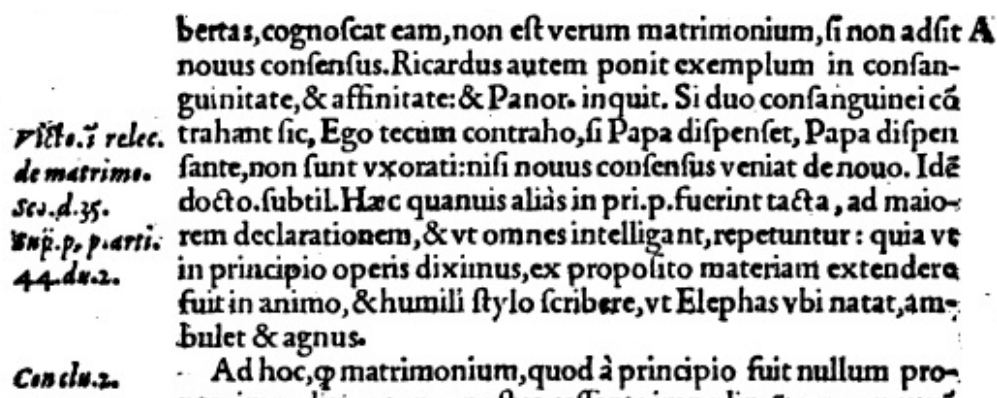 bertas,cognoſcat eam,non eſt verum matrimonium,ſi non adſit A
nouus conſenſus.Ricardus autem ponit exemplum in conſan-
guinitate,& affinitate:& Panor. inquit. Si duo conſanguinei cō
Victo.ī relec.
trahant ſic, Ego tecum contraho,ſi Papa diſpenſet, Papa diſpen
de matrimo.
ſante,non ſunt vxorati:niſi nouus conſenſus veniat de nouo. Idē
Sco.d.35.
docto.ſubtil.Hæc quanuis aliàs in pri.p.fuerint tacta, ad maio-
p.arti.
rem declarationem,& vt omnes intelligant,repetuntur: quia vt
44.du.2.
in principio operis diximus,ex propoſito materiam extendere
fuit in animo,&humili ſtylo ſcribere,vt Elephas vbi natat,am-
bulet & agnus.
Conclu.2.
Ad hoc,ꝙ matrimonium,quod à principio fuit nullum pro-